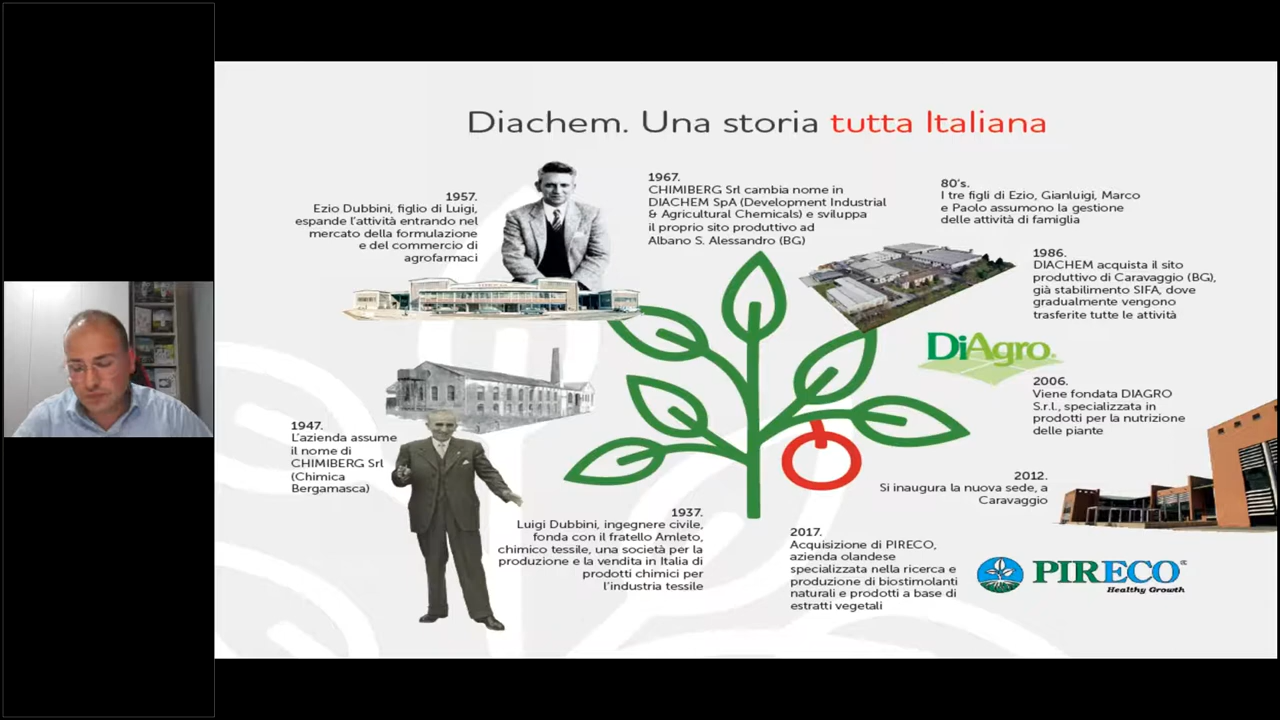 Diachem. Una storia tutta Italiana
1957.
Ezio Dubbini, figlio di Luigi,
espande l'attività entrando nel
mercato della formulazione
e del commercio di
agrofarmaci
1967.
CHIMIBERG Srl cambia nome in
DIACHEM SpA (Development Industrial
& Agricultural Chemicals) e sviluppa
il proprio sito produttivo ad
Albano S. Alessandro (BG)
80's.
I tre figli di Ezio, Gianluigi, Marco
e Paolo assumono la gestione
delle attività di famiglia
1986.
DIACHEM acquista il sito
produttivo di Caravaggio (BG),
già stabilimento SIFA, dove
gradualmente vengono
trasferite tutte le attività
DiAgro
2006.
Viene fondata DIAGRO
S.r.l., specializzata in
prodotti per la nutrizione
delle piante
1947.
L'azienda assume
il nome di
CHIMIBERG Srl
(Chimica
Bergamasca)
2012.
Si inaugura la nuova sede, a
Caravaggio
1937.
Luigi Dubbini, ingegnere civile,
fonda con il fratello Amleto,
chimico tessile, una società per la
produzione e la vendita in Italia di
prodotti chimici per
l'industria tessile
2017.
Acquisizione di PIRECO,
azienda olandese
specializzata nella ricerca e
produzione di biostimolanti
naturali e prodotti a base di
estratti vegetali
PIRECO
Healthy Growth